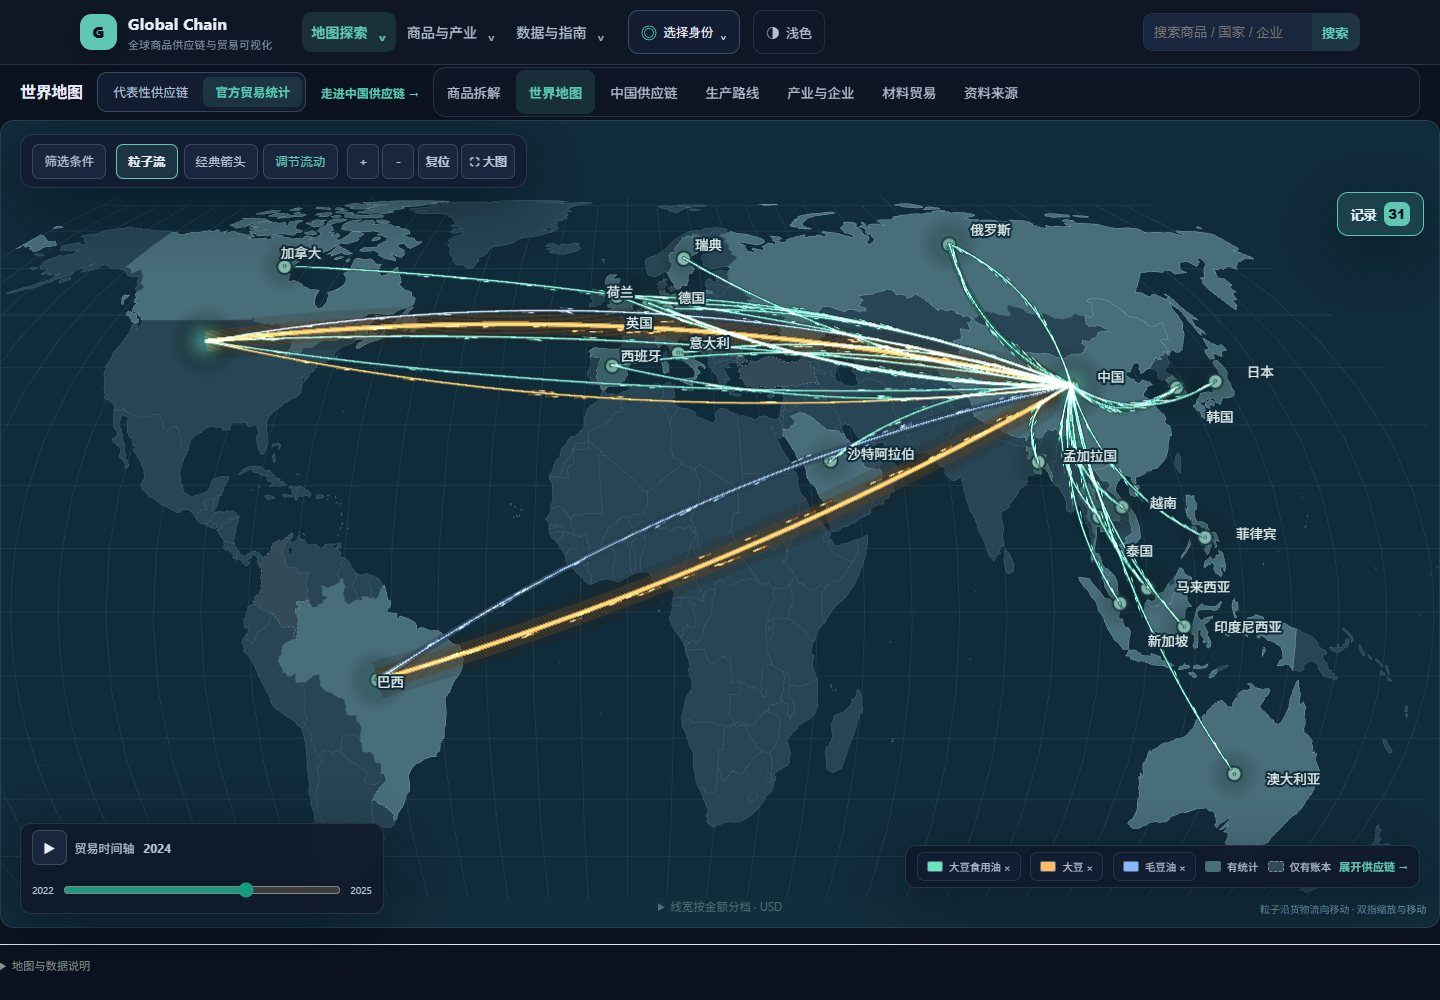 G
Global Chain
全球商品供应链与贸易可视化
地图探索
商品与产业
数据与指南
◎ 选择身份
浅色
搜索商品 / 国家 / 企业
搜索
世界地图
代表性供应链
官方贸易统计
走进中国供应链 →
商品拆解
世界地图
中国供应链
生产路线
产业与企业
材料贸易
资料来源
筛选条件
粒子流
经典箭头
调节流动
+
-
复位
大图
记录 31
加拿大
瑞典
俄罗斯
荷兰
德国
英国
意大利
西班牙
中国
日本
韩国
沙特阿拉伯
孟加拉国
越南
菲律宾
泰国
马来西亚
印度尼西亚
新加坡
巴西
澳大利亚
▶ 贸易时间轴 2024
2022
2025
大豆食用油 ×
大豆 ×
毛豆油 ×
有统计
仅有账本
展开供应链 →
▶ 线宽按金额分档 · USD
粒子沿货物流向移动 · 双指缩放与移动
▶ 地图与数据说明